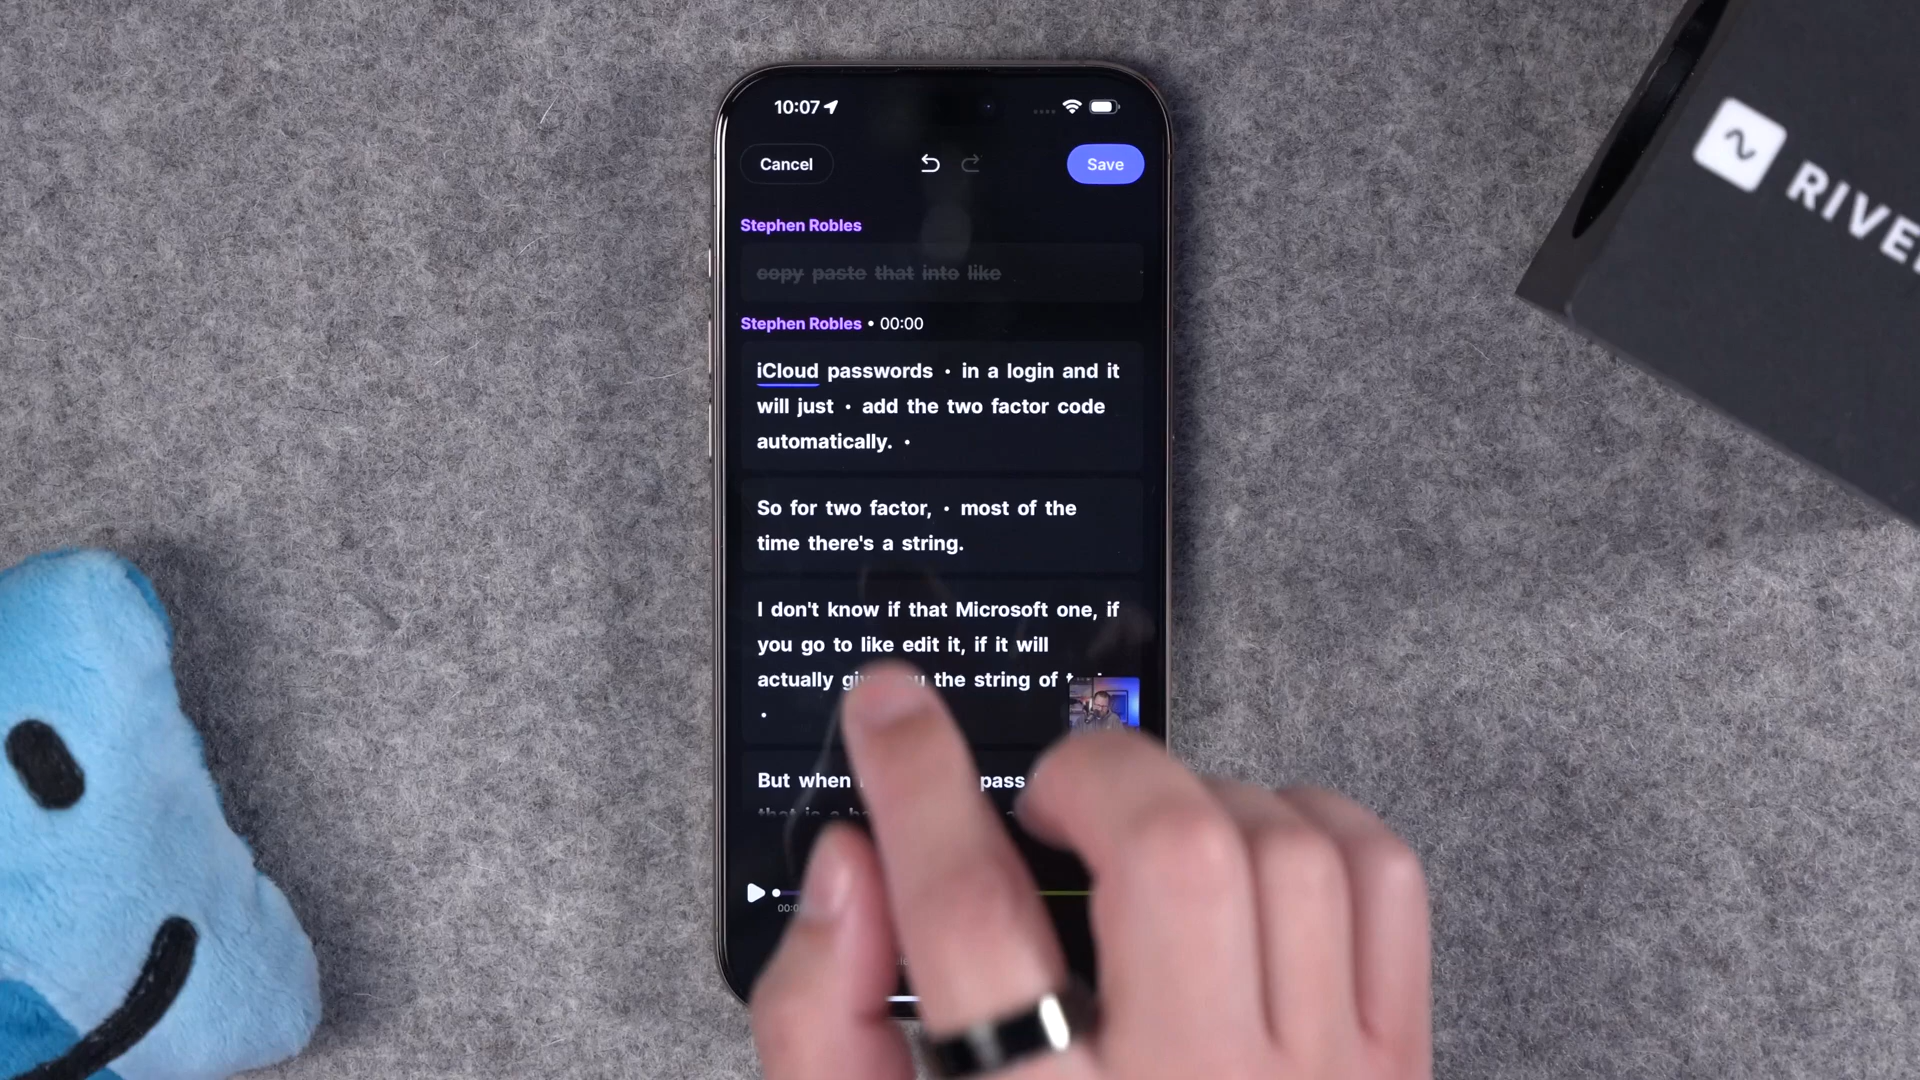 10:07
Cancel
Save
Stephen Robles
copy paste that into like
Stephen Robles • 00:00
iCloud passwords • in a login and it
will just • add the two factor code
automatically. •
So for two factor, • most of the
time there's a string.
I don't know if that Microsoft one, if
you go to like edit it, if it will
actually the string of
•
But when pass
that is a
RIVE